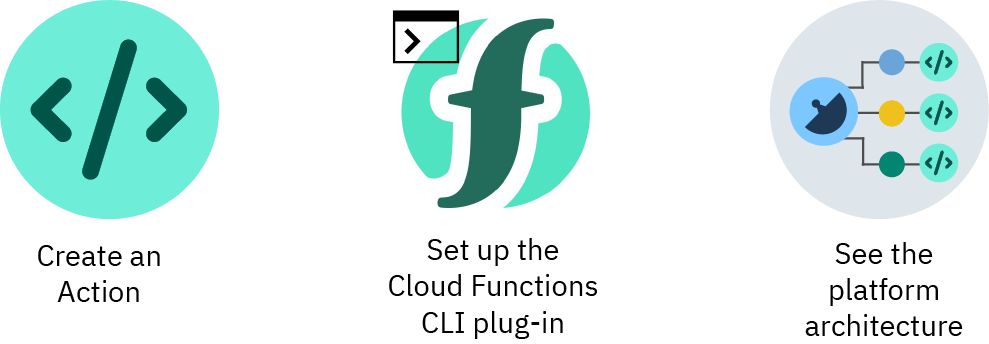 Create an
Action
Set up the
Cloud Functions
CLI plug-in
See the
platform
architecture